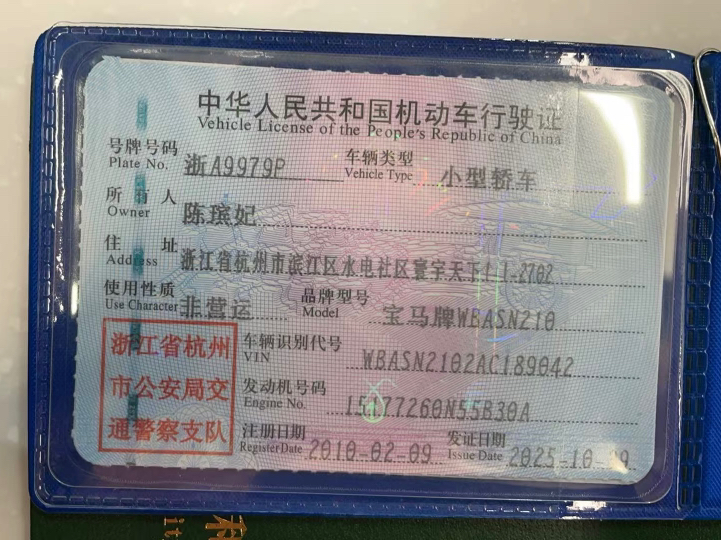 中华人民共和国机动车行驶证
Vehicle License of the People's Republic of China
号牌号码 浙A9979P 车辆类型 小型轿车
Plate No. Vehicle Type
所有人 陈瑸妃
Owner
住址 浙江省杭州市滨江区水电社区寰宇天下11-2702
Address
使用性质 非营运 品牌型号 宝马牌WBASN210
Use Character Model
浙江省杭州
市公安局交
通警察支队
车辆识别代号 WBASN2102AC189042
VIN
发动机号码 15177260N55B30A
Engine No.
注册日期 2010-02-09 发证日期 2025-10-09
Register Date Issue Date